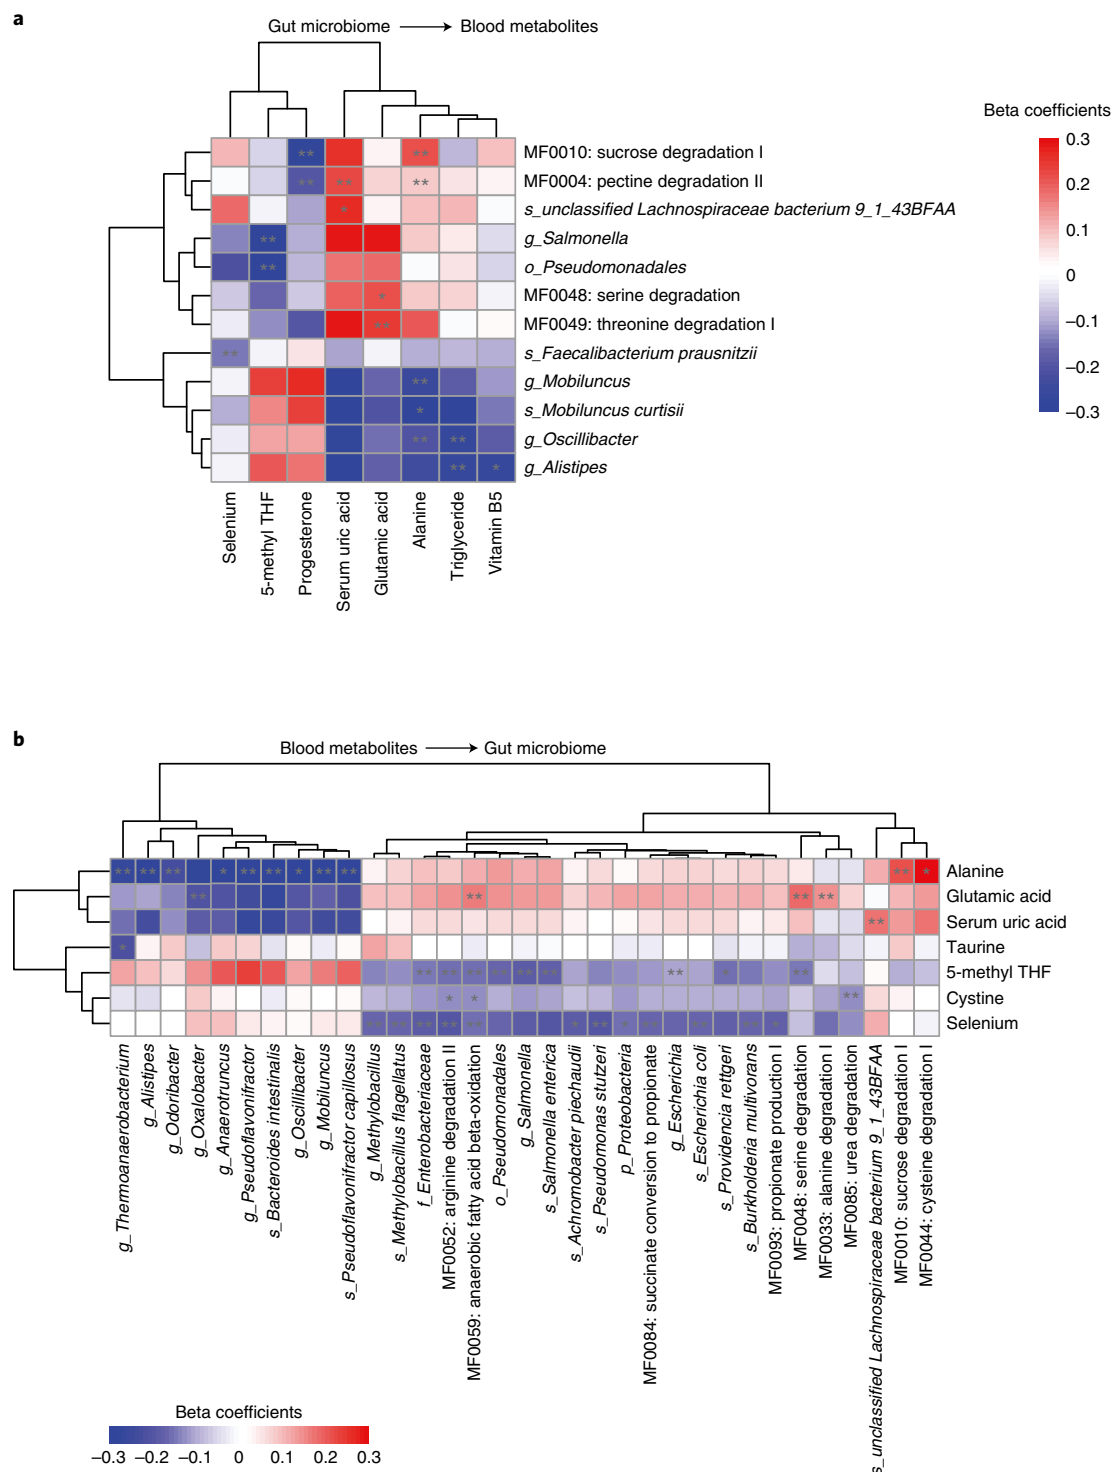 a
Gut microbiome → Blood metabolites
Beta coefficients
0.3
0.2
0.1
0
−0.1
−0.2
−0.3
MF0010: sucrose degradation I
MF0004: pectine degradation II
s_unclassified Lachnospiraceae bacterium 9_1_43BFAA
g_Salmonella
o_Pseudomonadales
MF0048: serine degradation
MF0049: threonine degradation I
s_Faecalibacterium prausnitzii
g_Mobiluncus
s_Mobiluncus curtisii
g_Oscillibacter
g_Alistipes
Selenium
5-methyl THF
Progesterone
Serum uric acid
Glutamic acid
Alanine
Triglyceride
Vitamin B5
b
Blood metabolites → Gut microbiome
Alanine
Glutamic acid
Serum uric acid
Taurine
5-methyl THF
Cystine
Selenium
g_Thermoanaerobacterium
g_Alistipes
g_Odoribacter
g_Oxalobacter
g_Anaerotruncus
g_Pseudoflavonifractor
s_Bacteroides intestinalis
g_Oscillibacter
g_Mobiluncus
s_Pseudoflavonifractor capillosus
g_Methylobacillus
s_Methylobacillus flagellatus
f_Enterobacteriaceae
MF0052: arginine degradation II
MF0059: anaerobic fatty acid beta-oxidation
o_Pseudomonadales
g_Salmonella
s_Salmonella enterica
s_Achromobacter piechaudii
s_Pseudomonas stutzeri
p_Proteobacteria
MF0084: succinate conversion to propionate
g_Escherichia
s_Escherichia coli
s_Providencia rettgeri
s_Burkholderia multivorans
MF0093: propionate production I
MF0048: serine degradation
MF0033: alanine degradation I
MF0085: urea degradation
s_unclassified Lachnospiraceae bacterium 9_1_43BFAA
MF0010: sucrose degradation I
MF0044: cysteine degradation I
Beta coefficients
−0.3 −0.2 −0.1 0 0.1 0.2 0.3